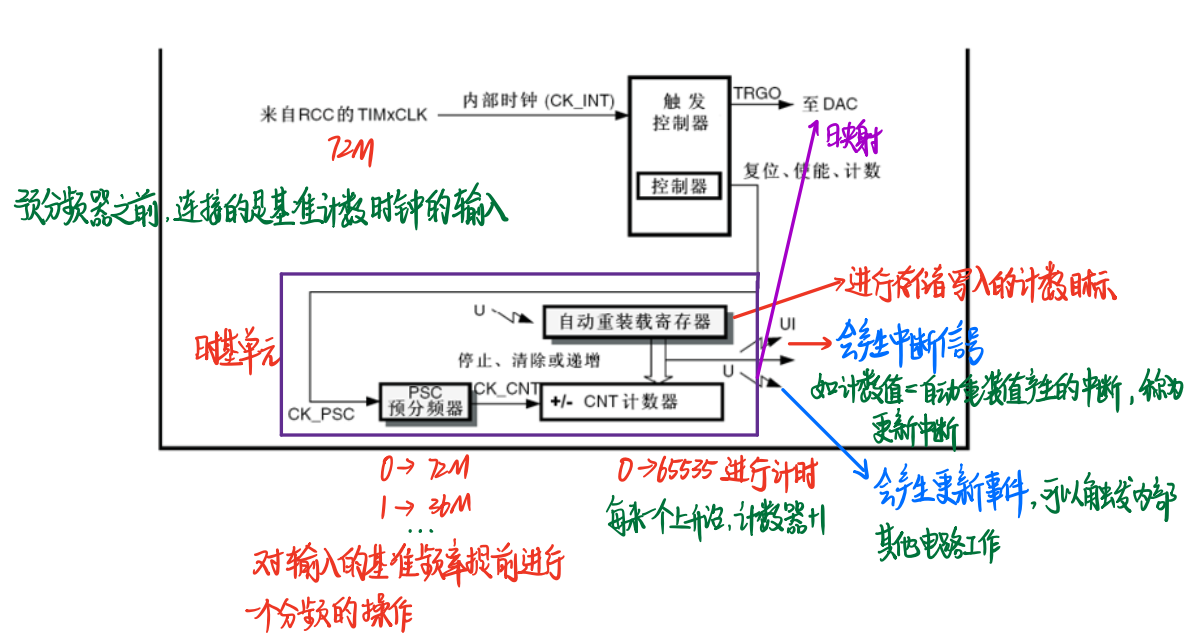 内部时钟 (CK_INT)
来自RCC的TIMxCLK
72M
触 发
控制器
控制器
TRGO
至 DAC
映射
复位、使能、计数
预分频器之前,连接的是基准计数时钟的输入
时基单元
U
自动重装载寄存器
进行存储写入的计数目标
UI
会产生中断信号
停止、清除或递增
U
如计数值=自动重装值产生的中断,称为
更新中断
CK_PSC
PSC
预分频器
CK_CNT
+/- CNT 计数器
会产生更新事件,可以触发内部
其他电路工作
0→72M
1→36M
...
对输入的基准频率提前进行
一个分频的操作
0→65535 进行计时
每来一个上升沿,计数器+1